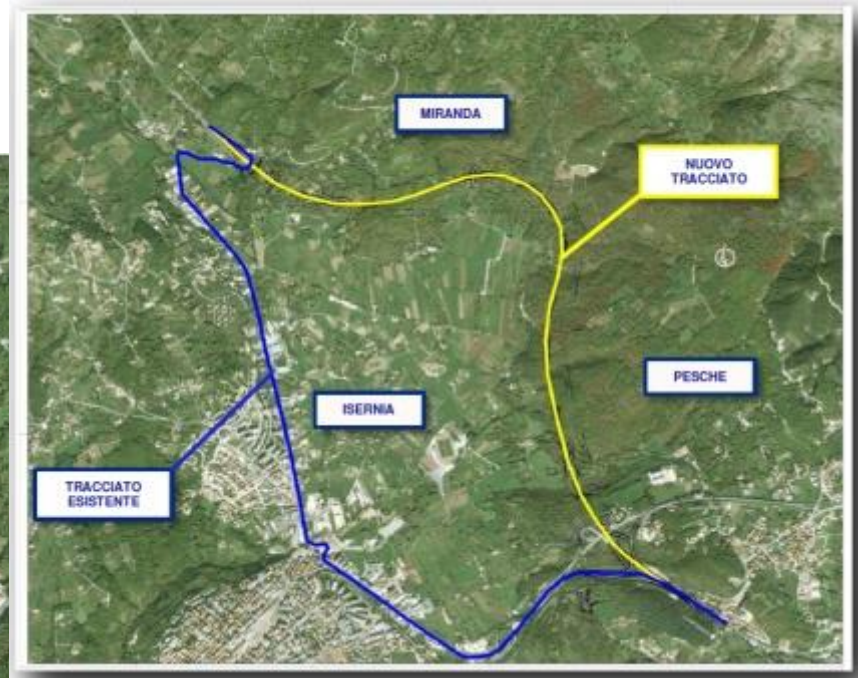 MIRANDA
NUOVO
TRACCIATO
PESCHE
ISERNIA
TRACCIATO
ESISTENTE